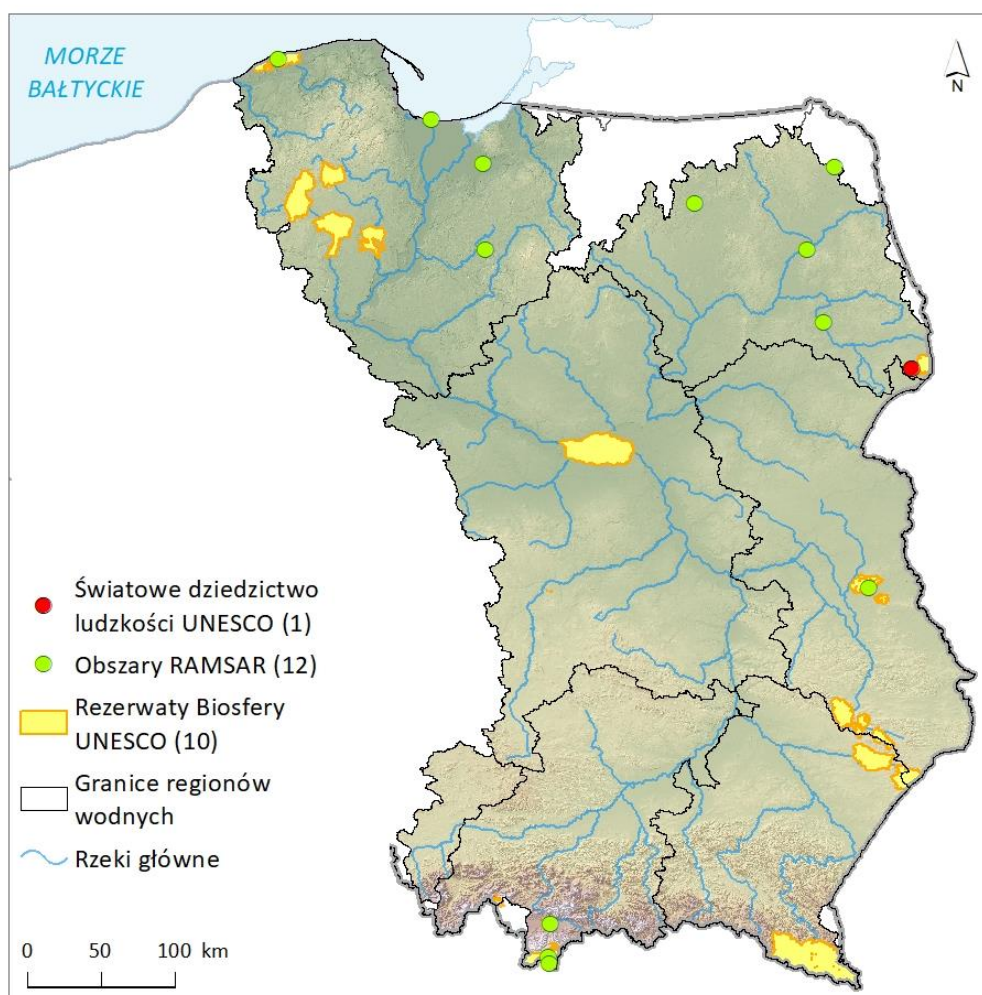 MORZE
BAŁTYCKIE
N
Światowe dziedzictwo
ludzkości UNESCO (1)
Obszary RAMSAR (12)
Rezerwaty Biosfery
UNESCO (10)
Granice regionów
wodnych
Rzeki główne
0 50 100 km